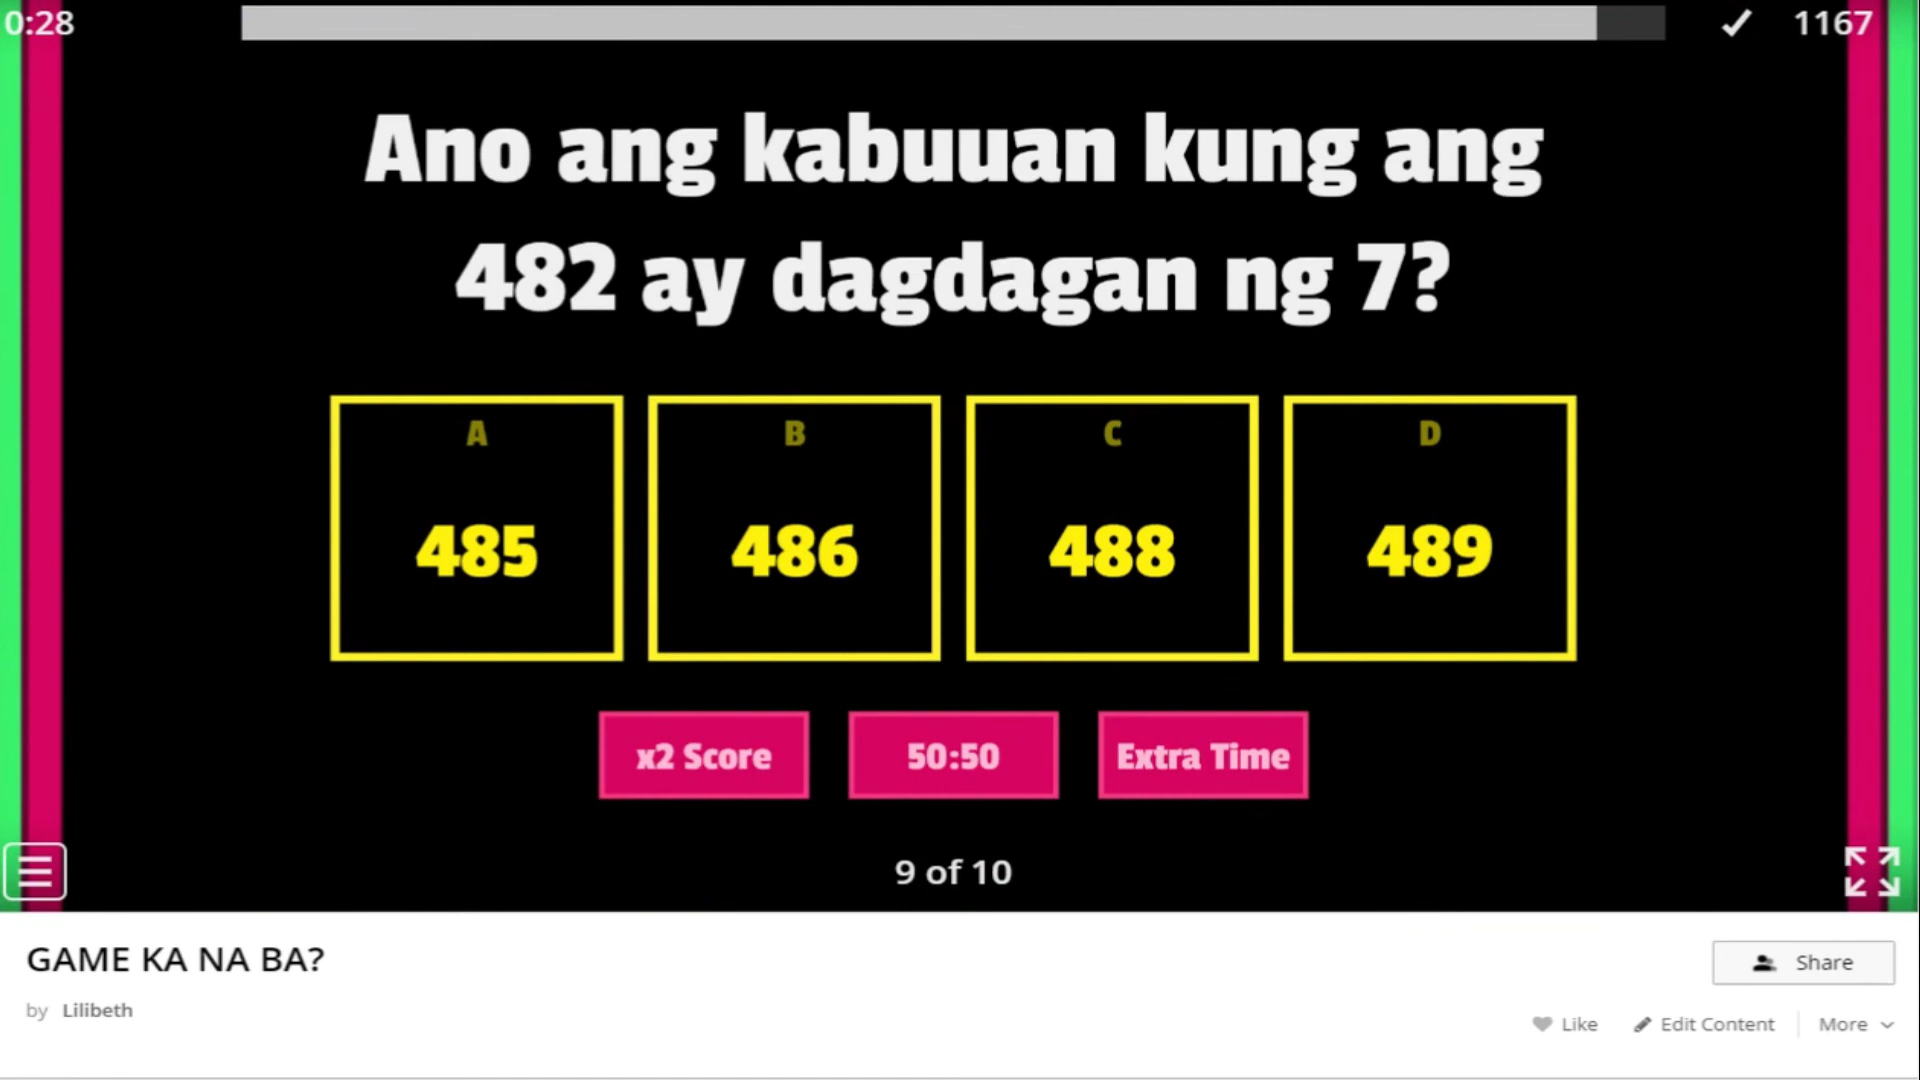 0:28
1167
Ano ang kabuuan kung ang
482 ay dagdagan ng 7?
A
B
C
D
485
486
488
489
x2 Score
50:50
Extra Time
9 of 10
GAME KA NA BA?
Share
by Lilibeth
Like
Edit Content
More